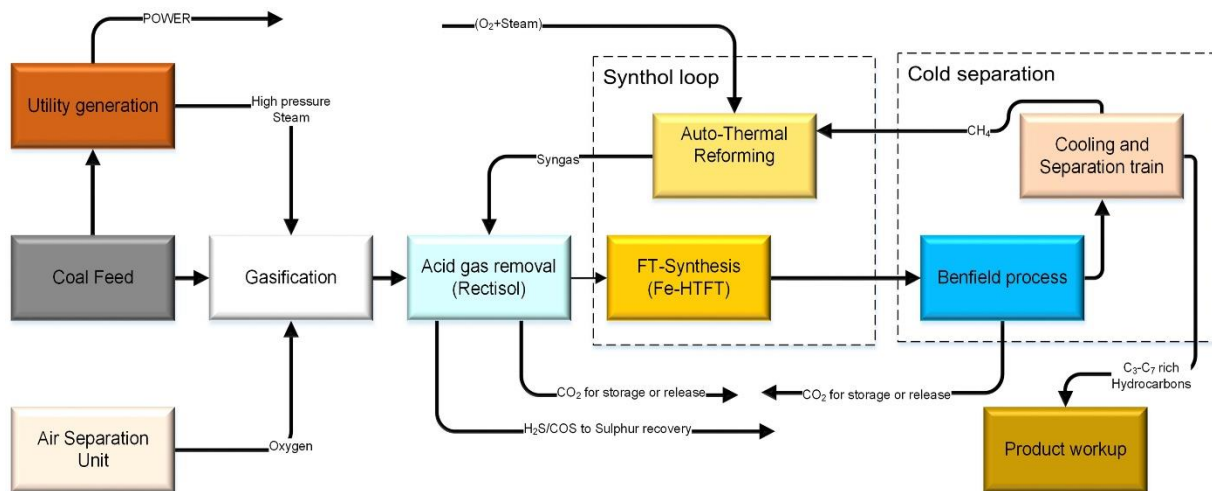 POWER
(O₂+Steam)
Synthol loop
Cold separation
Utility generation
High pressure
Steam
Auto-Thermal
Reforming
CH₄
Cooling and
Separation train
Syngas
Coal Feed
Gasification
Acid gas removal
(Rectisol)
FT-Synthesis
(Fe-HTFT)
Benfield process
C₃-C₇ rich
Hydrocarbons
CO₂ for storage or release
CO₂ for storage or release
H₂S/COS to Sulphur recovery
Air Separation
Unit
Oxygen
Product workup